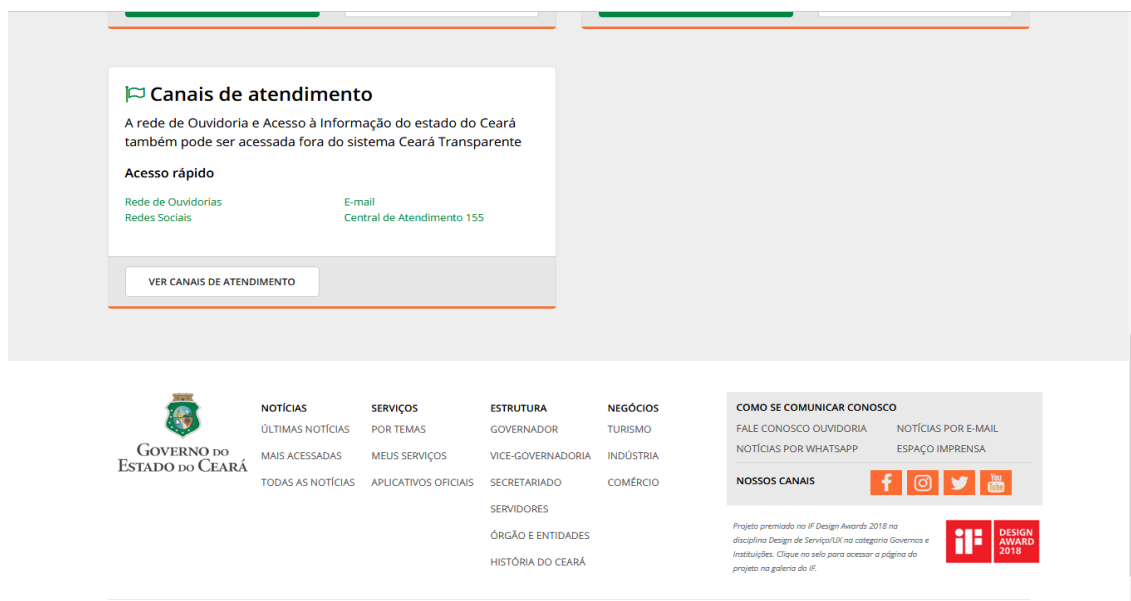 Canais de atendimento
A rede de Ouvidoria e Acesso à Informação do estado do Ceará
também pode ser acessada fora do sistema Ceará Transparente
Acesso rápido
Rede de Ouvidorias
E-mail
Redes Sociais
Central de Atendimento 155
VER CANAIS DE ATENDIMENTO
GOVERNO DO
ESTADO DO CEARÁ
NOTÍCIAS
ÚLTIMAS NOTÍCIAS
MAIS ACESSADAS
TODAS AS NOTÍCIAS
SERVIÇOS
POR TEMAS
MEUS SERVIÇOS
APLICATIVOS OFICIAIS
ESTRUTURA
GOVERNADOR
VICE-GOVERNADORIA
SECRETARIADO
SERVIDORES
ÓRGÃO E ENTIDADES
HISTÓRIA DO CEARÁ
NEGÓCIOS
TURISMO
INDÚSTRIA
COMÉRCIO
COMO SE COMUNICAR CONOSCO
FALE CONOSCO OUVIDORIA
NOTÍCIAS POR E-MAIL
NOTÍCIAS POR WHATSAPP
ESPAÇO IMPRENSA
NOSSOS CANAIS
You
Tube
Projeto premiado no IF Design Awards 2018 na
disciplina Design de Serviço/UX na categoria Governos e
Instituições. Clique no selo para acessar a página do
projeto na galeria do IF.
DESIGN
AWARD
2018